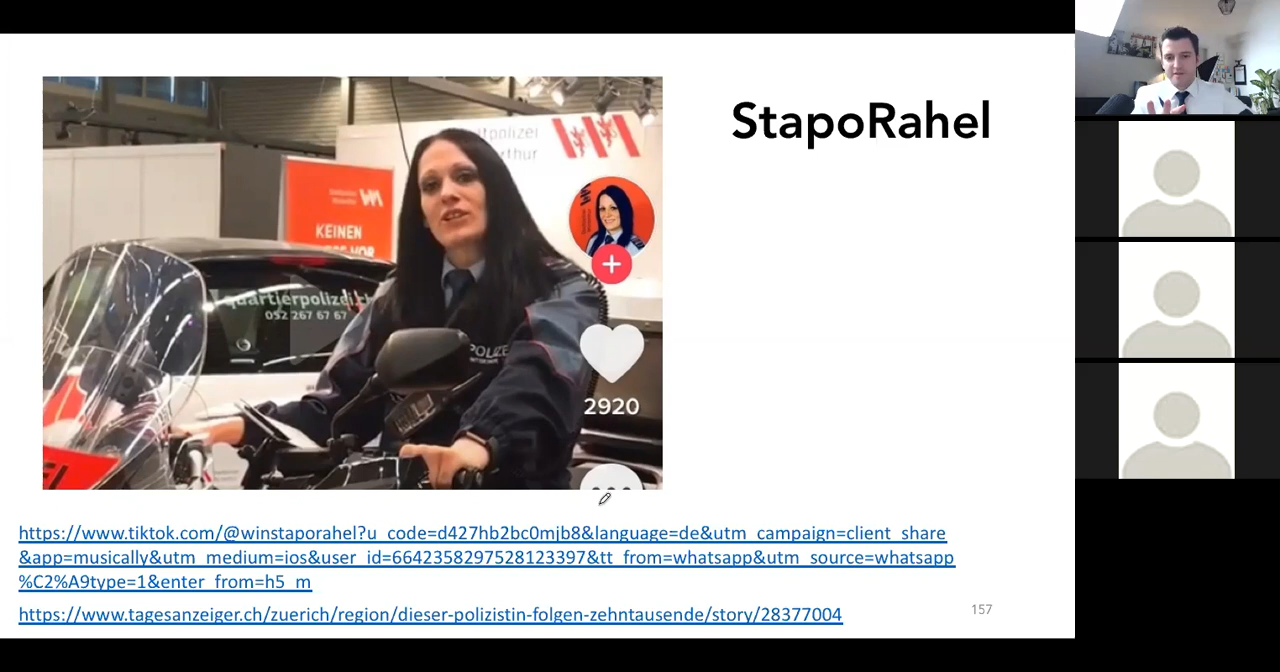 StapoRahel
KEINEN
quartierpolizei.ch
052 267 67 67
POLIZEI
2920
https://www.tiktok.com/@winstaporahel?u_code=d427hb2bc0mjb8&language=de&utm_campaign=client_share
&app=musically&utm_medium=ios&user_id=6642358297528123397&tt_from=whatsapp&utm_source=whatsapp
%C2%A9type=1&enter_from=h5_m
https://www.tagesanzeiger.ch/zuerich/region/dieser-polizistin-folgen-zehntausende/story/28377004
157